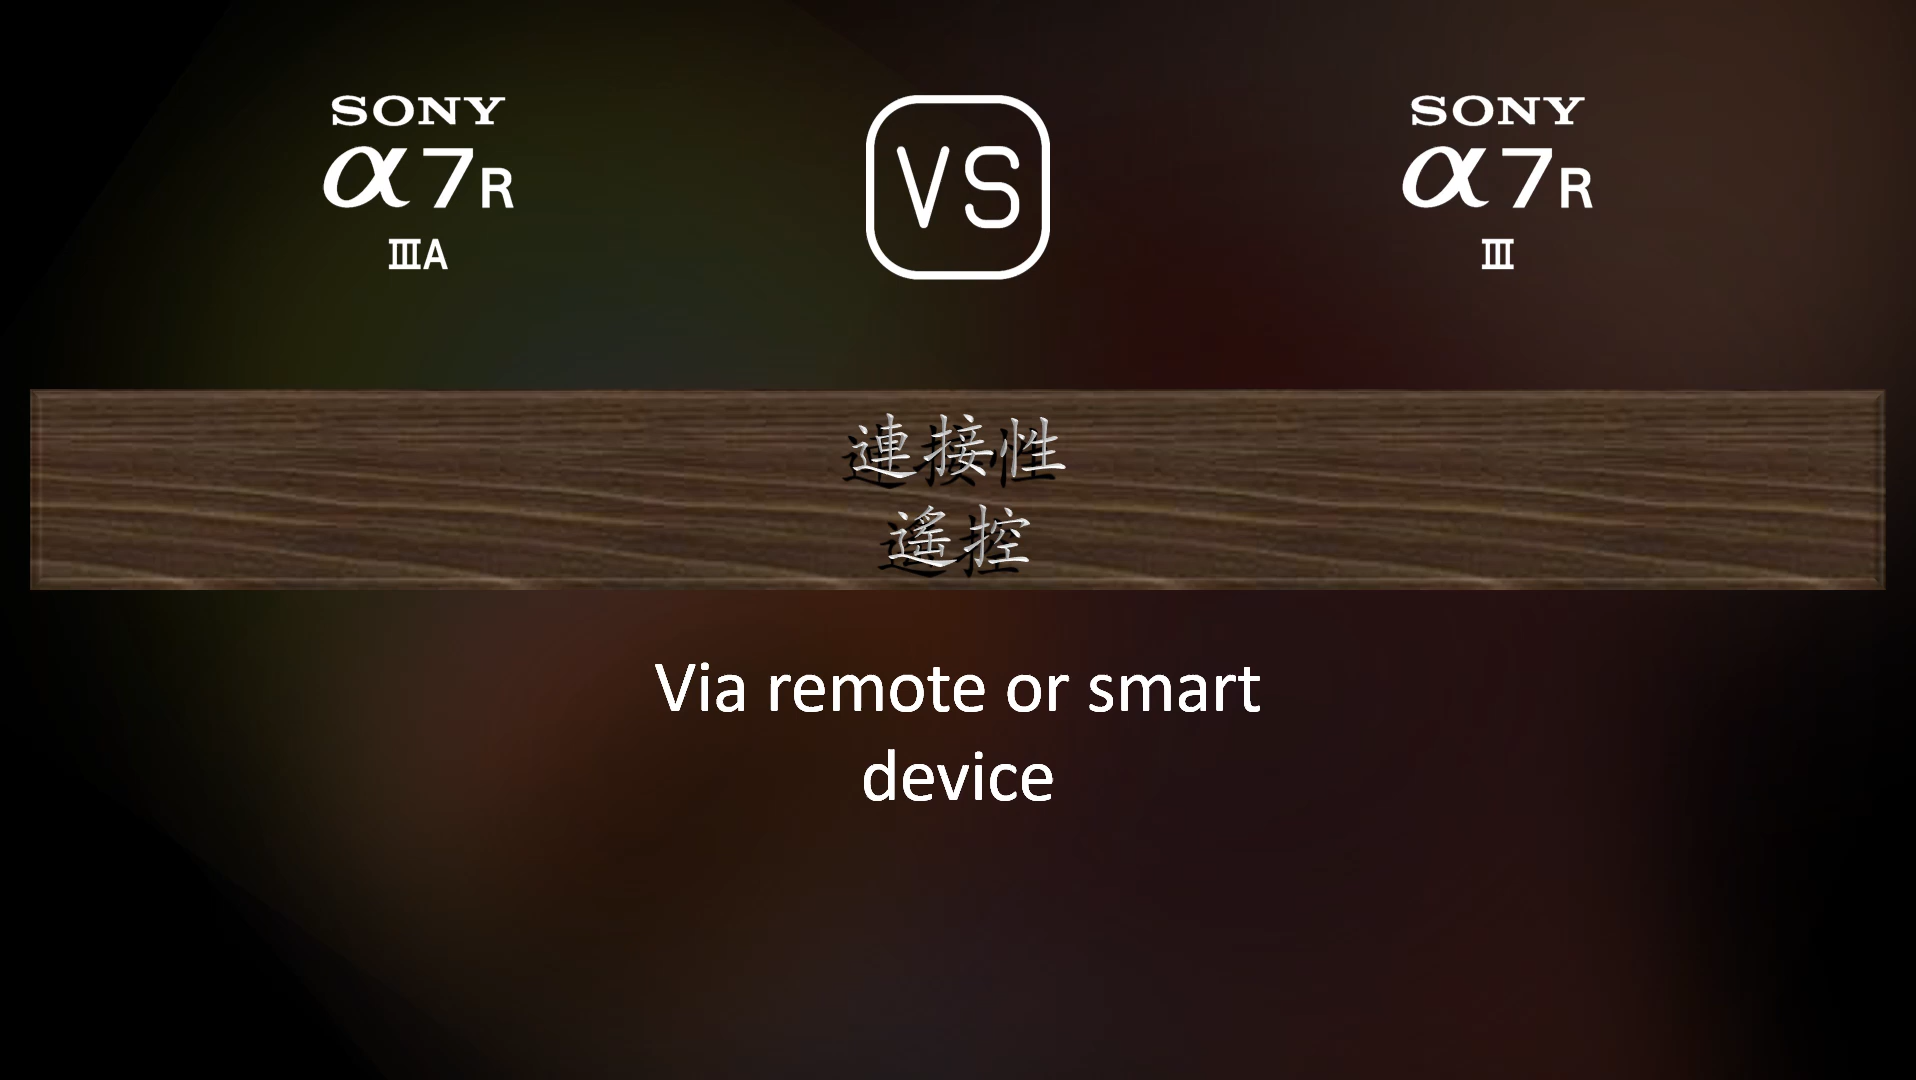 SONY
α7R
ⅢA
VS
SONY
α7R
Ⅲ
連接性
遙控
Via remote or smart
device